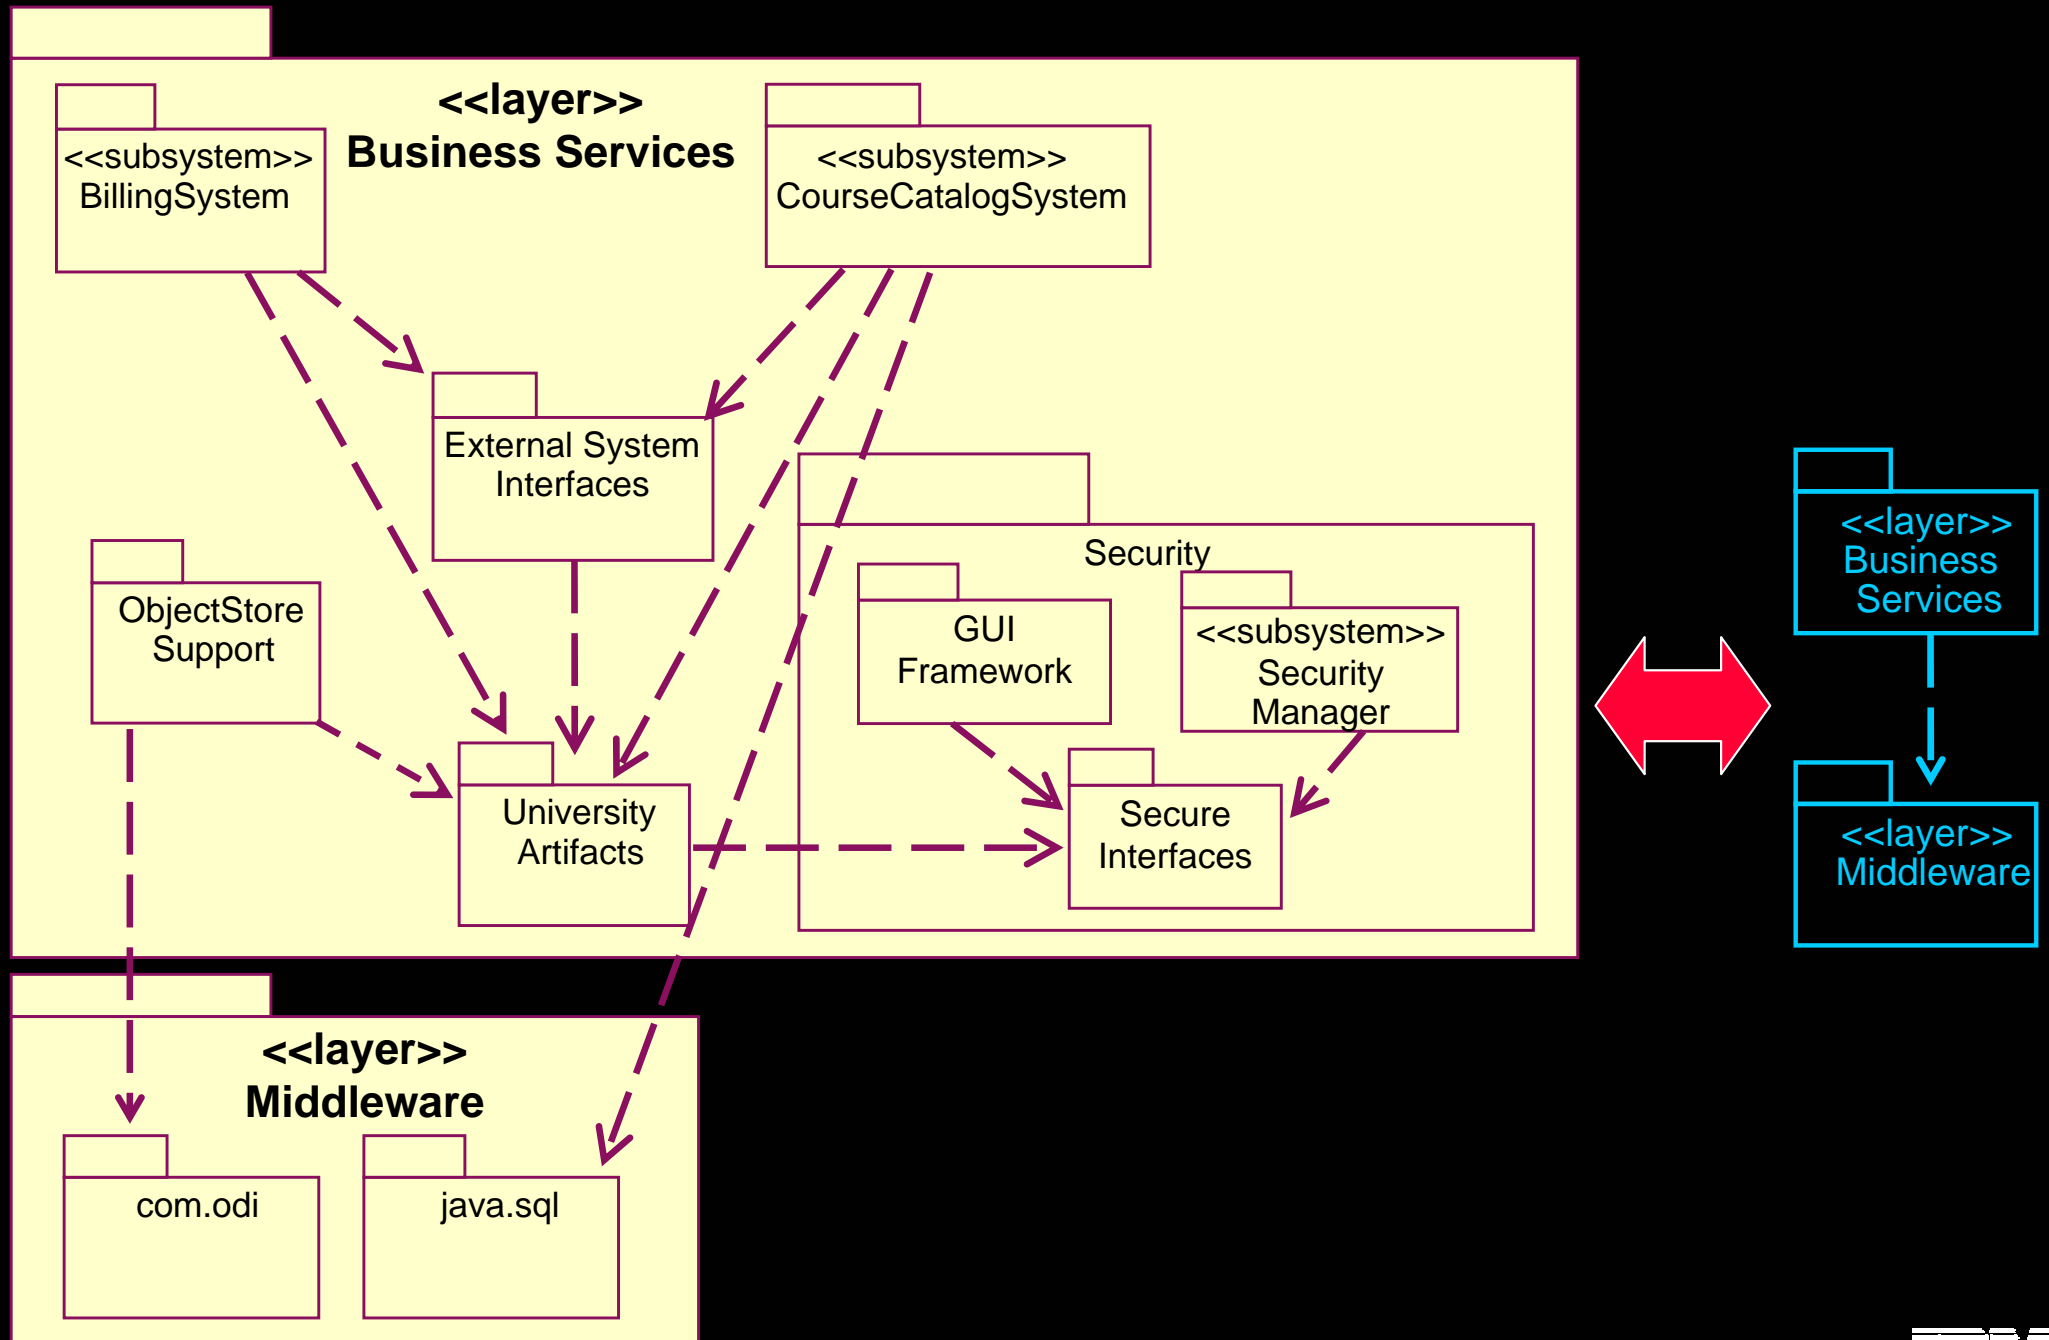 <<layer>>
Business Services
<<subsystem>>
BillingSystem
<<subsystem>>
CourseCatalogSystem
External System
Interfaces
ObjectStore
Support
Security
GUI
Framework
<<subsystem>>
Security
Manager
University
Artifacts
Secure
Interfaces
<<layer>>
Middleware
com.odi
java.sql
<<layer>>
Business
Services
<<layer>>
Middleware